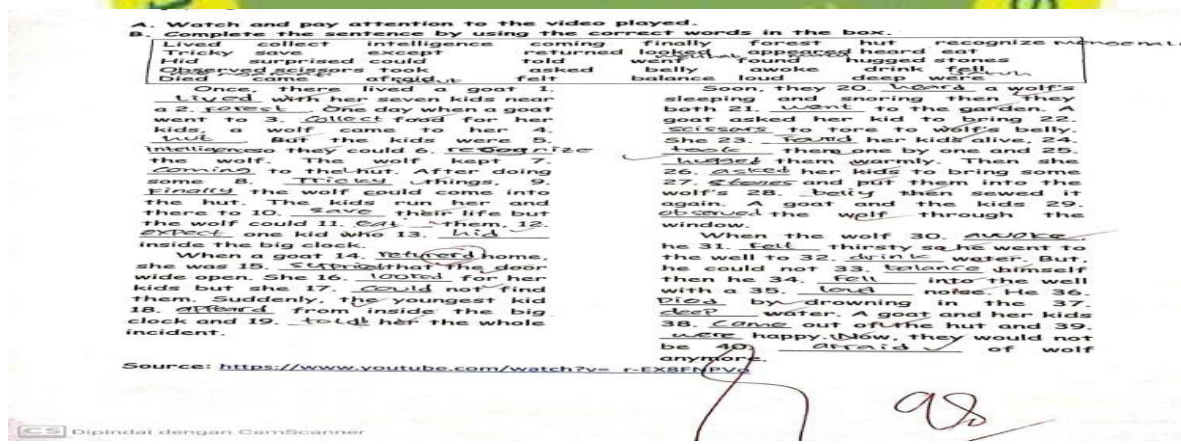 A. Watch and pay attention to the video played.
B. Complete the sentence by using the correct words in the box.
Lived collect intelligence coming finally forest hut recognize
Tricky save except returned looked appeared heard eat
Hid surprised could told went found hugged stones
Observed scissors took asked belly awoke drink fell
Died came afraid felt balance loud deep were
Once, there lived a goat 1.
Lived with her seven kids near
a 2. forest One day when a goat
went to 3. collect food for her
kids, a wolf came to her 4.
hut But the kids were 5.
intelligence so they could 6. recognize
the wolf. The wolf kept 7.
coming to the hut. After doing
some 8. Tricky things, 9.
Finally the wolf could come into
the hut. The kids run her and
there to 10. save their life but
the wolf could 11. eat them, 12.
expect one kid who 13. hid
inside the big clock.
When a goat 14. returerd home,
she was 15. suprise that the door
wide open. She 16. looked for her
kids but she 17. could not find
them. Suddenly, the youngest kid
18. appeard from inside the big
clock and 19. told her the whole
incident.
Soon, they 20. heard a wolf's
sleeping and snoring then They
both 21. went to the garden. A
goat asked her kid to bring 22.
scissors to tore to wolf's belly.
She 23. Found her kids alive, 24.
took them one by one and 25.
hugged them warmly. Then she
26. asked her kids to bring some
27. stones and put them into the
wolf's 28. belly then sewed it
again. A goat and the kids 29.
observed the wolf through the
window.
When the wolf 30. awoke
he 31. Felt thirsty so he went to
the well to 32. drink water. But,
he could not 33. balance himself
then he 34. Fell into the well
with a 35. loud noise. He 36.
Died by drowning in the 37.
deep water. A goat and her kids
38. came out of the hut and 39.
were happy. Now, they would not
be 40. afraid of wolf
anymore.
Source: https://www.youtube.com/watch?v=_r-EX8FNPVo
98
CS Dipindai dengan CamScanner